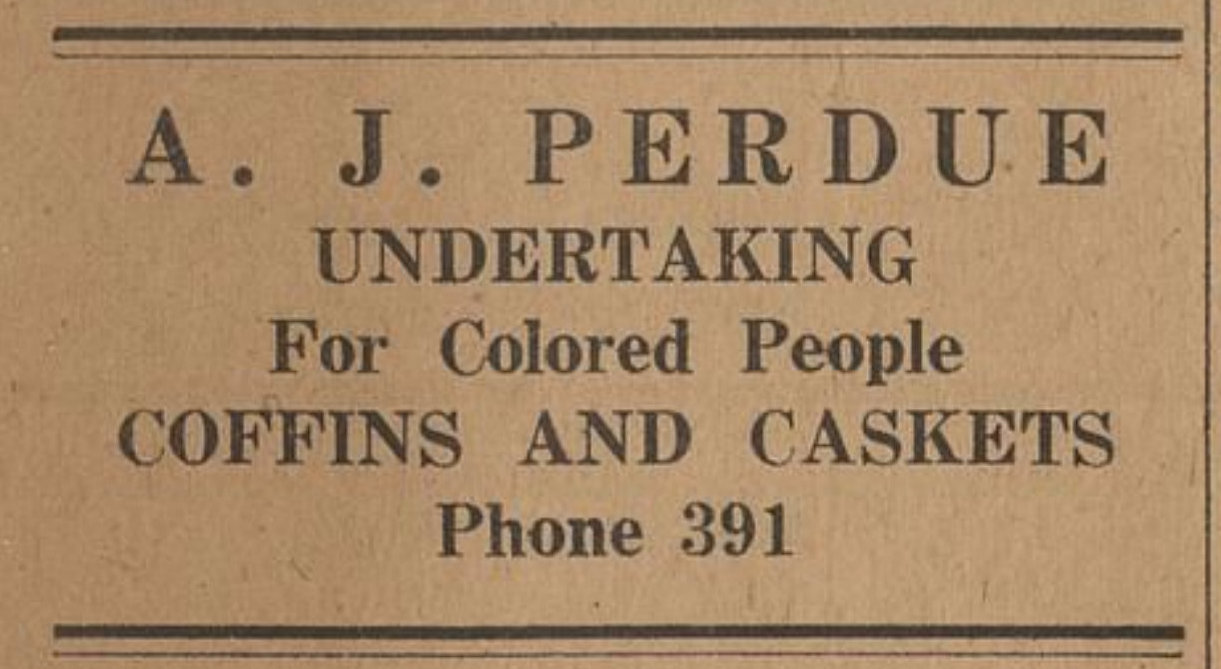 A. J. PERDUE
UNDERTAKING
For Colored People
COFFINS AND CASKETS
Phone 391